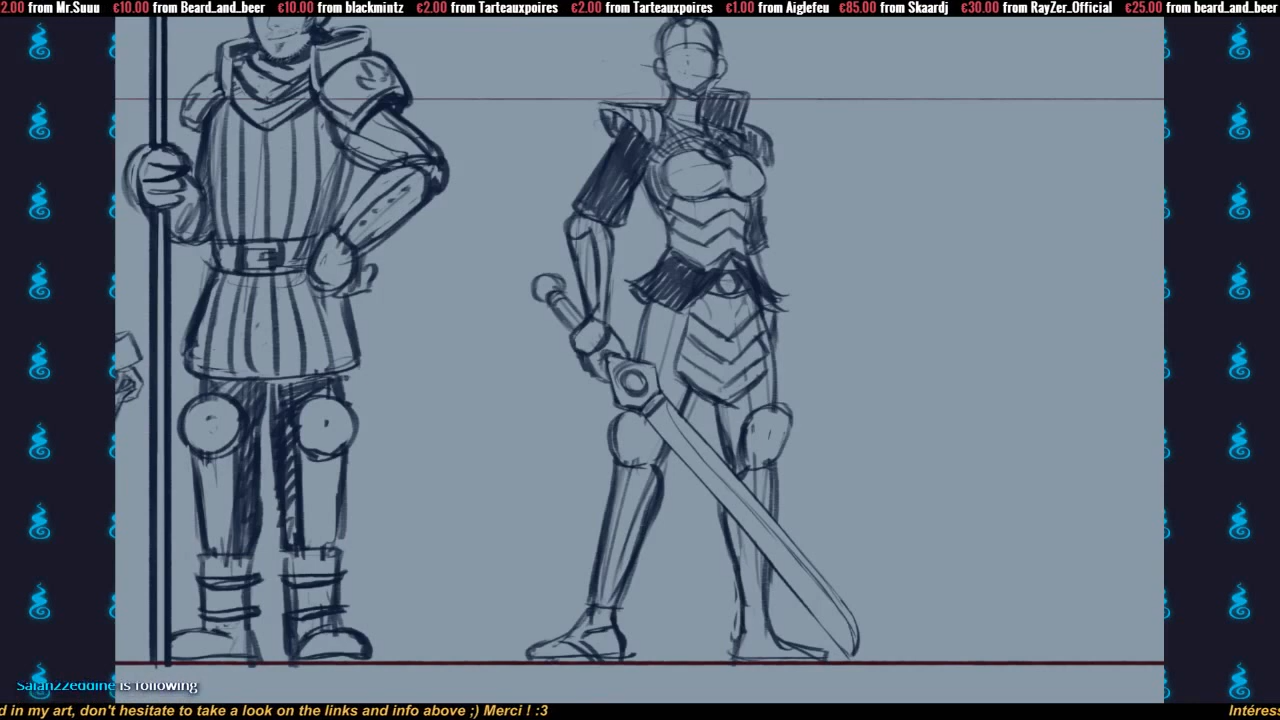 2.00 from Mr.Suuu €10.00 from Beard_and_beer €10.00 from blackmintz €2.00 from Tarteauxpoires €2.00 from Tarteauxpoires €1.00 from Aiglefeu €85.00 from Skaardj €30.00 from RayZer_Official €25.00 from beard_and_beer
is following
d in my art, don't hesitate to take a look on the links and info above ;) Merci ! :3 Intéress